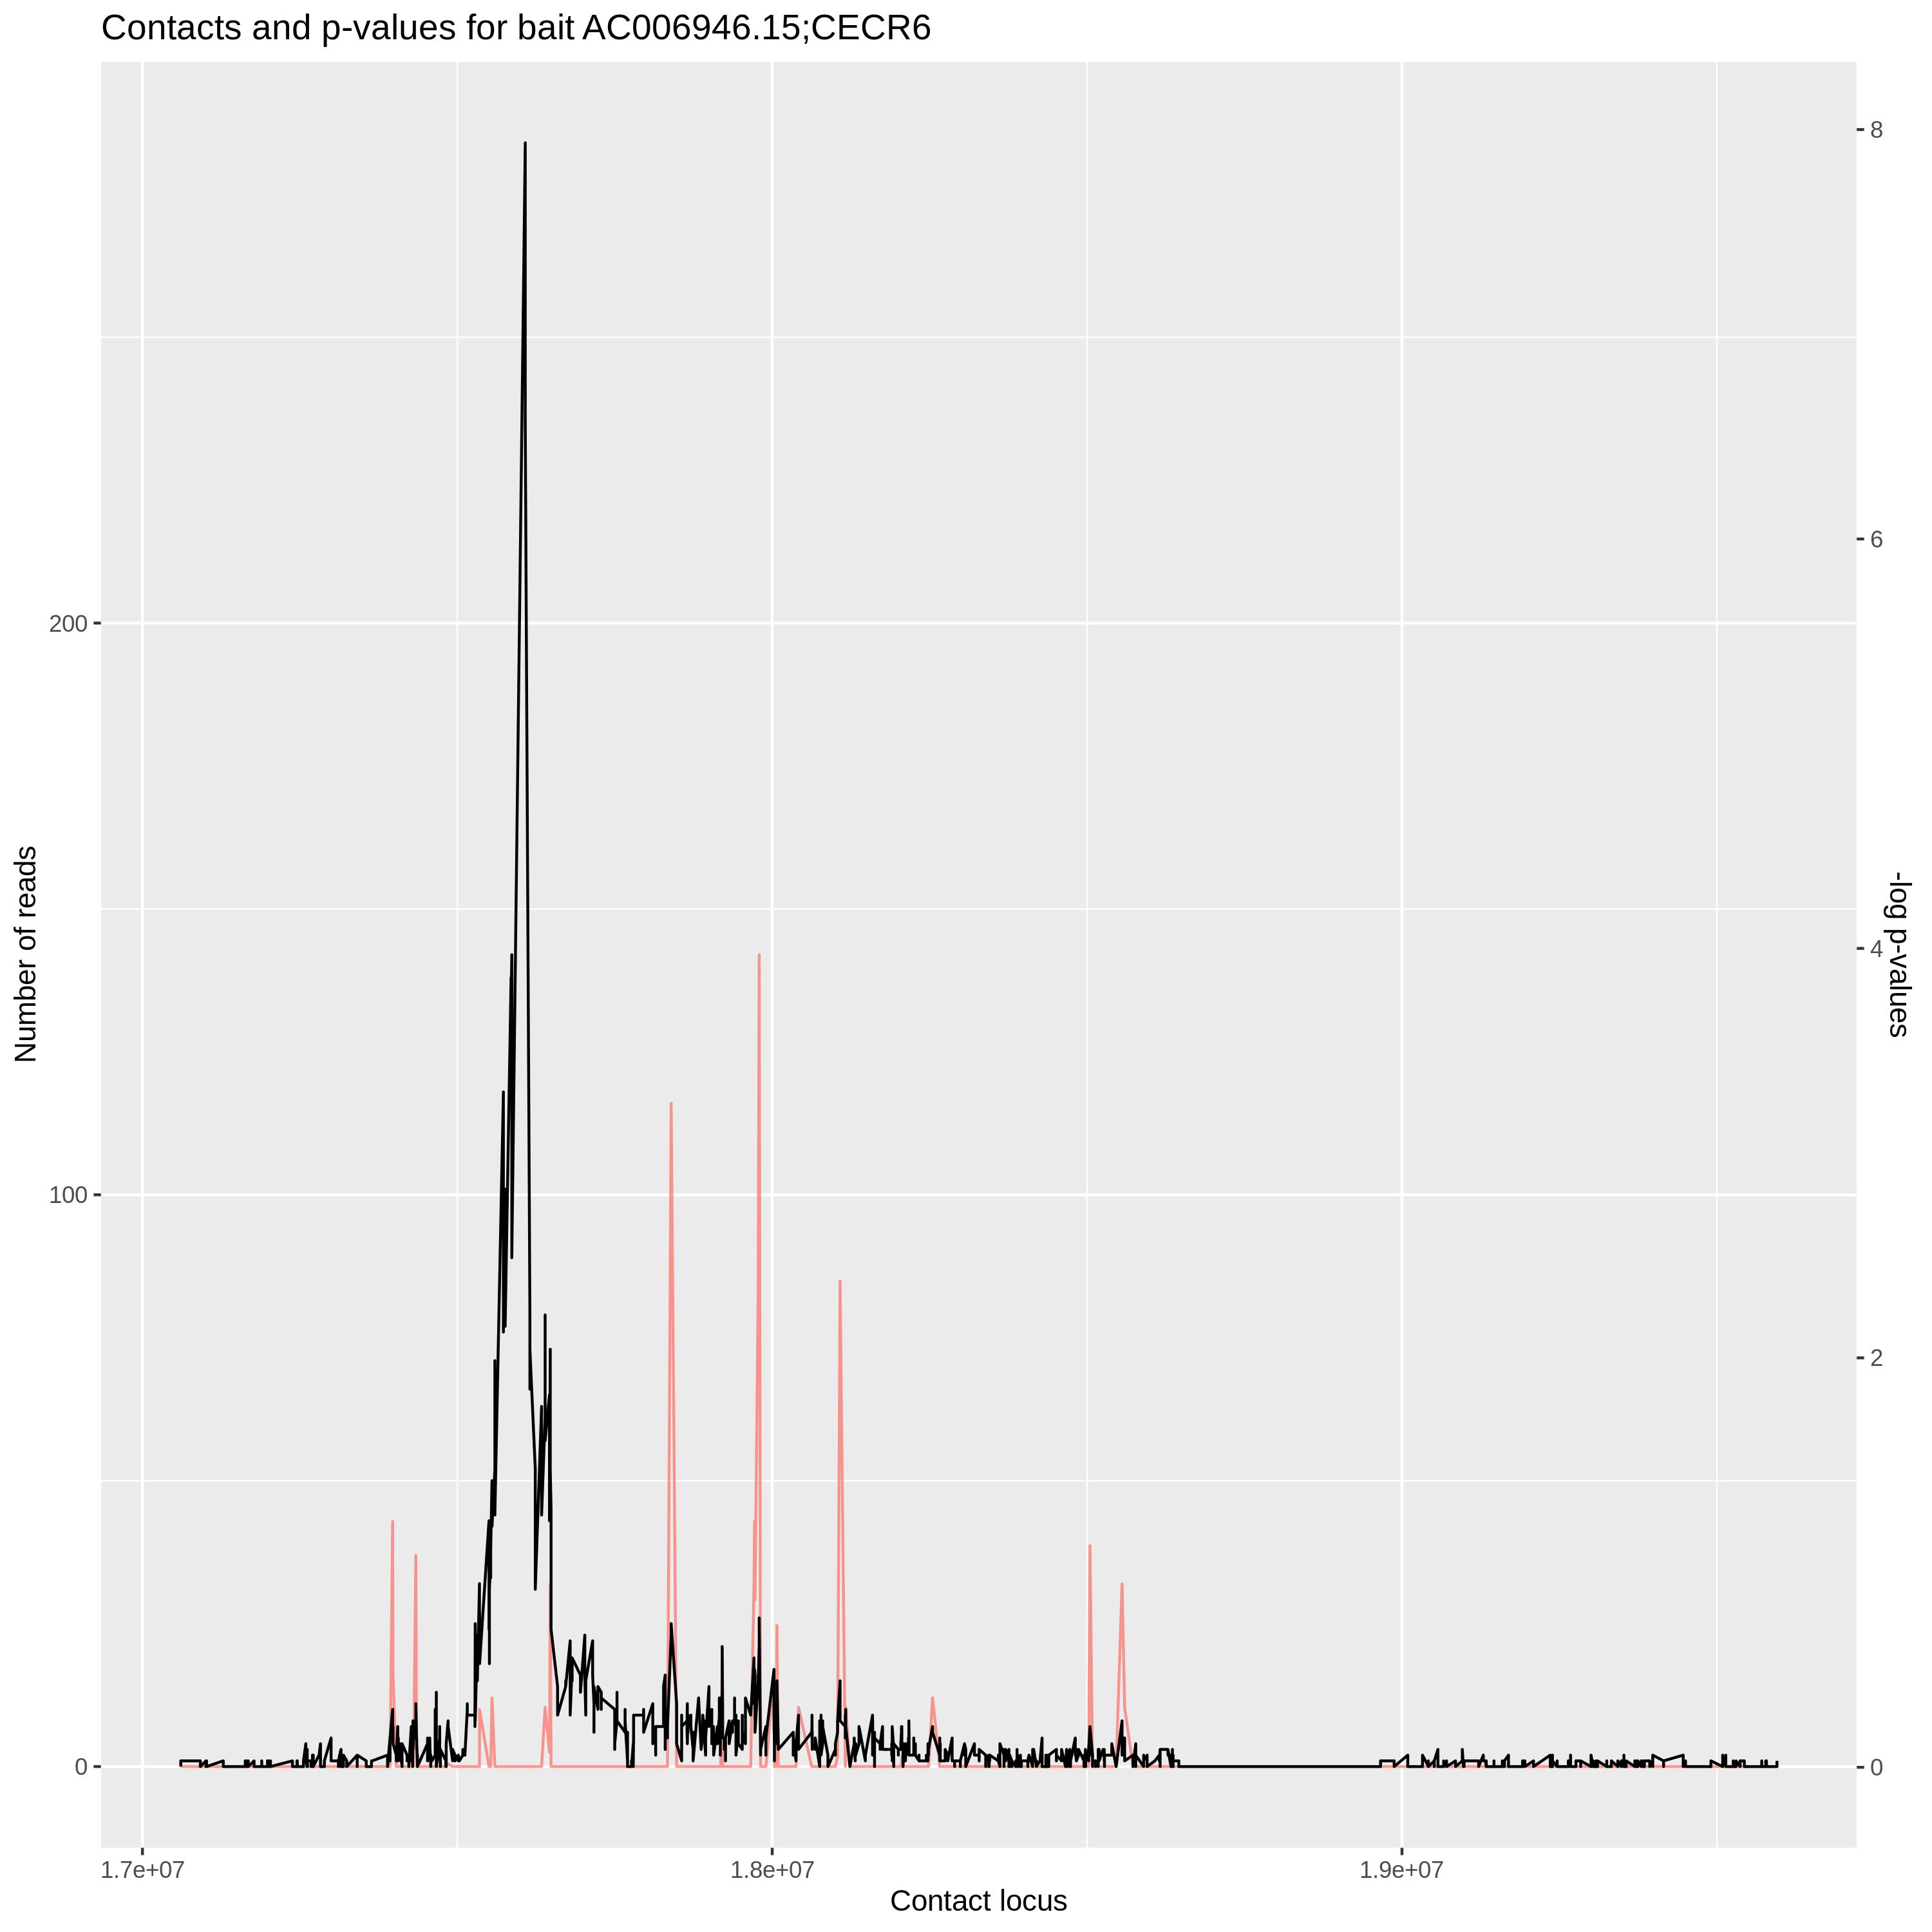 Contacts and p-values for bait AC006946.15;CECR6
Number of reads
200
100
0
8
6
4
2
0
-log p-values
1.7e+07
1.8e+07
1.9e+07
Contact locus